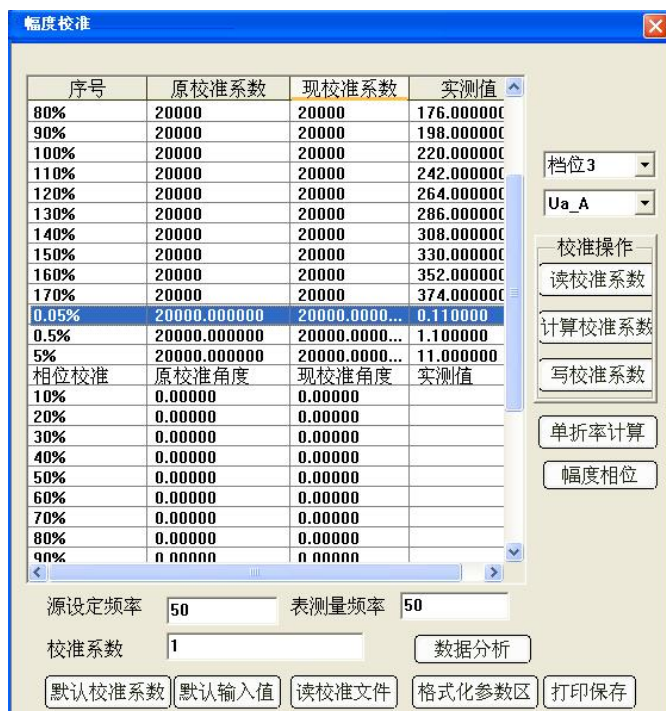 幅度校准
序号 原校准系数 现校准系数 实测值
80% 20000 20000 176.000000
90% 20000 20000 198.000000
100% 20000 20000 220.000000
110% 20000 20000 242.000000
120% 20000 20000 264.000000
130% 20000 20000 286.000000
140% 20000 20000 308.000000
150% 20000 20000 330.000000
160% 20000 20000 352.000000
170% 20000 20000 374.000000
0.05% 20000.000000 20000.0000... 0.110000
0.5% 20000.000000 20000.0000... 1.100000
5% 20000.000000 20000.0000... 11.000000
相位校准 原校准角度 现校准角度 实测值
10% 0.00000 0.00000
20% 0.00000 0.00000
30% 0.00000 0.00000
40% 0.00000 0.00000
50% 0.00000 0.00000
60% 0.00000 0.00000
70% 0.00000 0.00000
80% 0.00000 0.00000
90% 0.00000 0.00000
档位3
Ua_A
校准操作
读校准系数
计算校准系数
写校准系数
单折率计算
幅度相位
源设定频率 50 表测量频率 50
校准系数 1 数据分析
默认校准系数 默认输入值 读校准文件 格式化参数区 打印保存